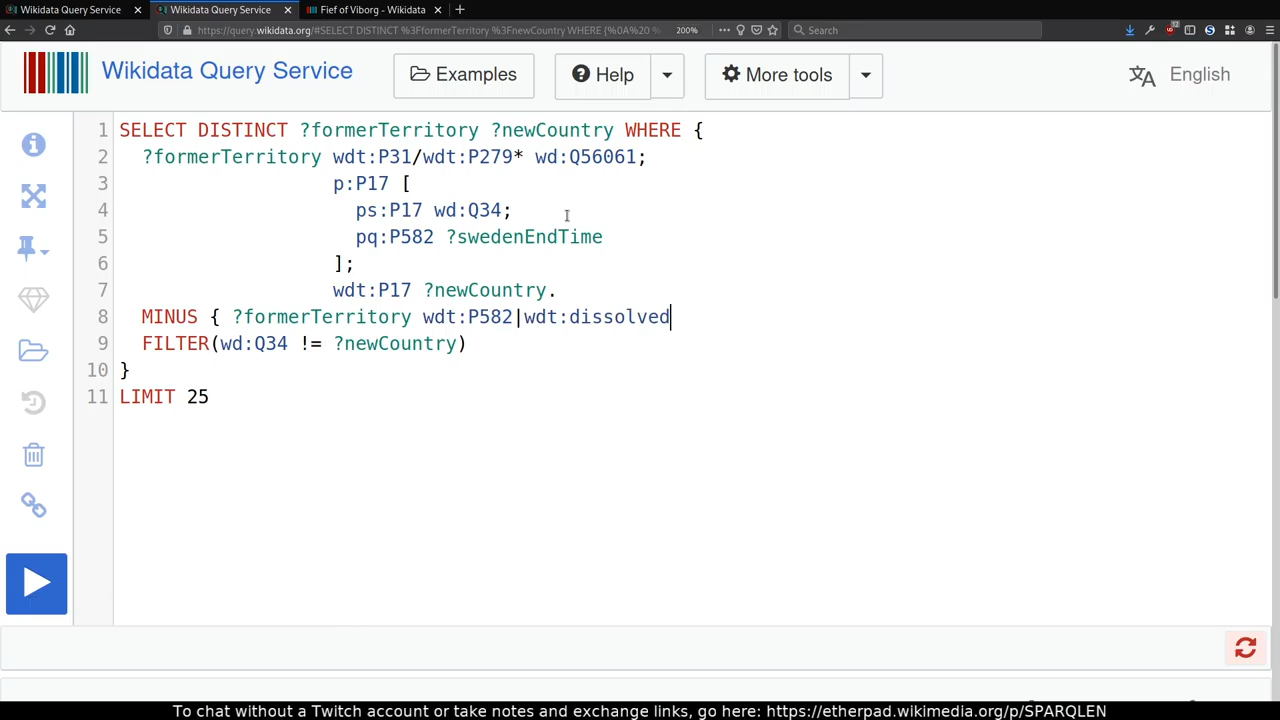 Wikidata Query Service
Wikidata Query Service
Fief of Viborg - Wikidata
https://query.wikidata.org/#SELECT DISTINCT %3FformerTerritory %3FnewCountry WHERE {%0A %20 %
200%
Search
Wikidata Query Service
Examples
Help
More tools
English
1 SELECT DISTINCT ?formerTerritory ?newCountry WHERE {
2 ?formerTerritory wdt:P31/wdt:P279* wd:Q56061;
3 p:P17 [
4 ps:P17 wd:Q34;
5 pq:P582 ?swedenEndTime
6 ];
7 wdt:P17 ?newCountry.
8 MINUS { ?formerTerritory wdt:P582|wdt:dissolved
9 FILTER(wd:Q34 != ?newCountry)
10 }
11 LIMIT 25
To chat without a Twitch account or take notes and exchange links, go here: https://etherpad.wikimedia.org/p/SPARQLEN